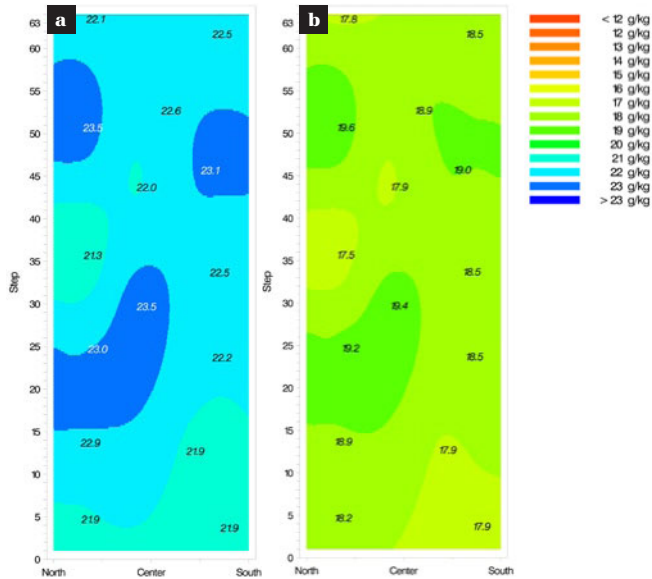 a
63
60
55
50
45
40
35
30
25
20
15
10
5
0
Step
22.1
22.5
22.6
23.5
23.1
22.0
21.3
22.5
23.5
23.0
22.2
22.9
21.9
21.9
21.9
North Center South
b
63
60
55
50
45
40
35
30
25
20
15
10
5
0
Step
17.8
18.5
18.9
19.6
19.0
17.9
17.5
18.5
19.4
19.2
18.5
18.9
17.9
18.2
17.9
North Center South
< 12 g/kg
12 g/kg
13 g/kg
14 g/kg
15 g/kg
16 g/kg
17 g/kg
18 g/kg
19 g/kg
20 g/kg
21 g/kg
22 g/kg
23 g/kg
> 23 g/kg